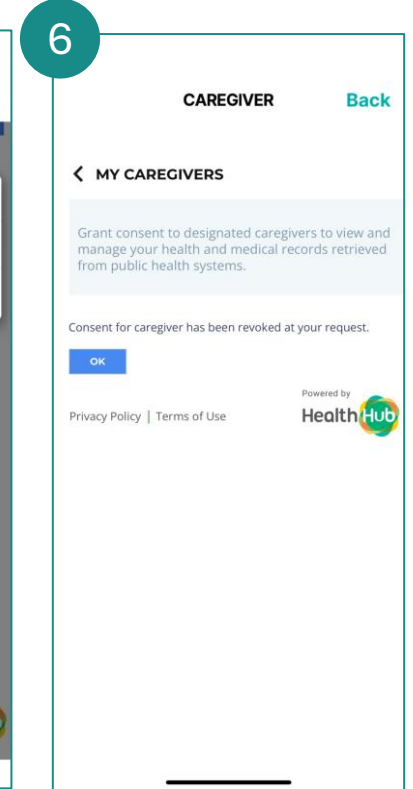 6
CAREGIVER Back
MY CAREGIVERS
Grant consent to designated caregivers to view and
manage your health and medical records retrieved
from public health systems.
Consent for caregiver has been revoked at your request.
OK
Powered by
HealthHub
Privacy Policy | Terms of Use